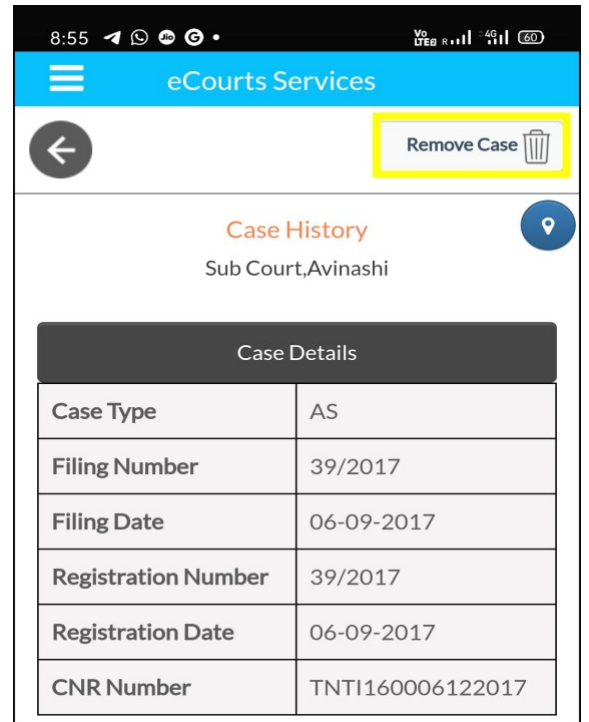 8:55 Jio G • Vo LTE R 4G 60
eCourts Services
Remove Case
Case History
Sub Court,Avinashi
Case Details
Case Type AS
Filing Number 39/2017
Filing Date 06-09-2017
Registration Number 39/2017
Registration Date 06-09-2017
CNR Number TNTI160006122017